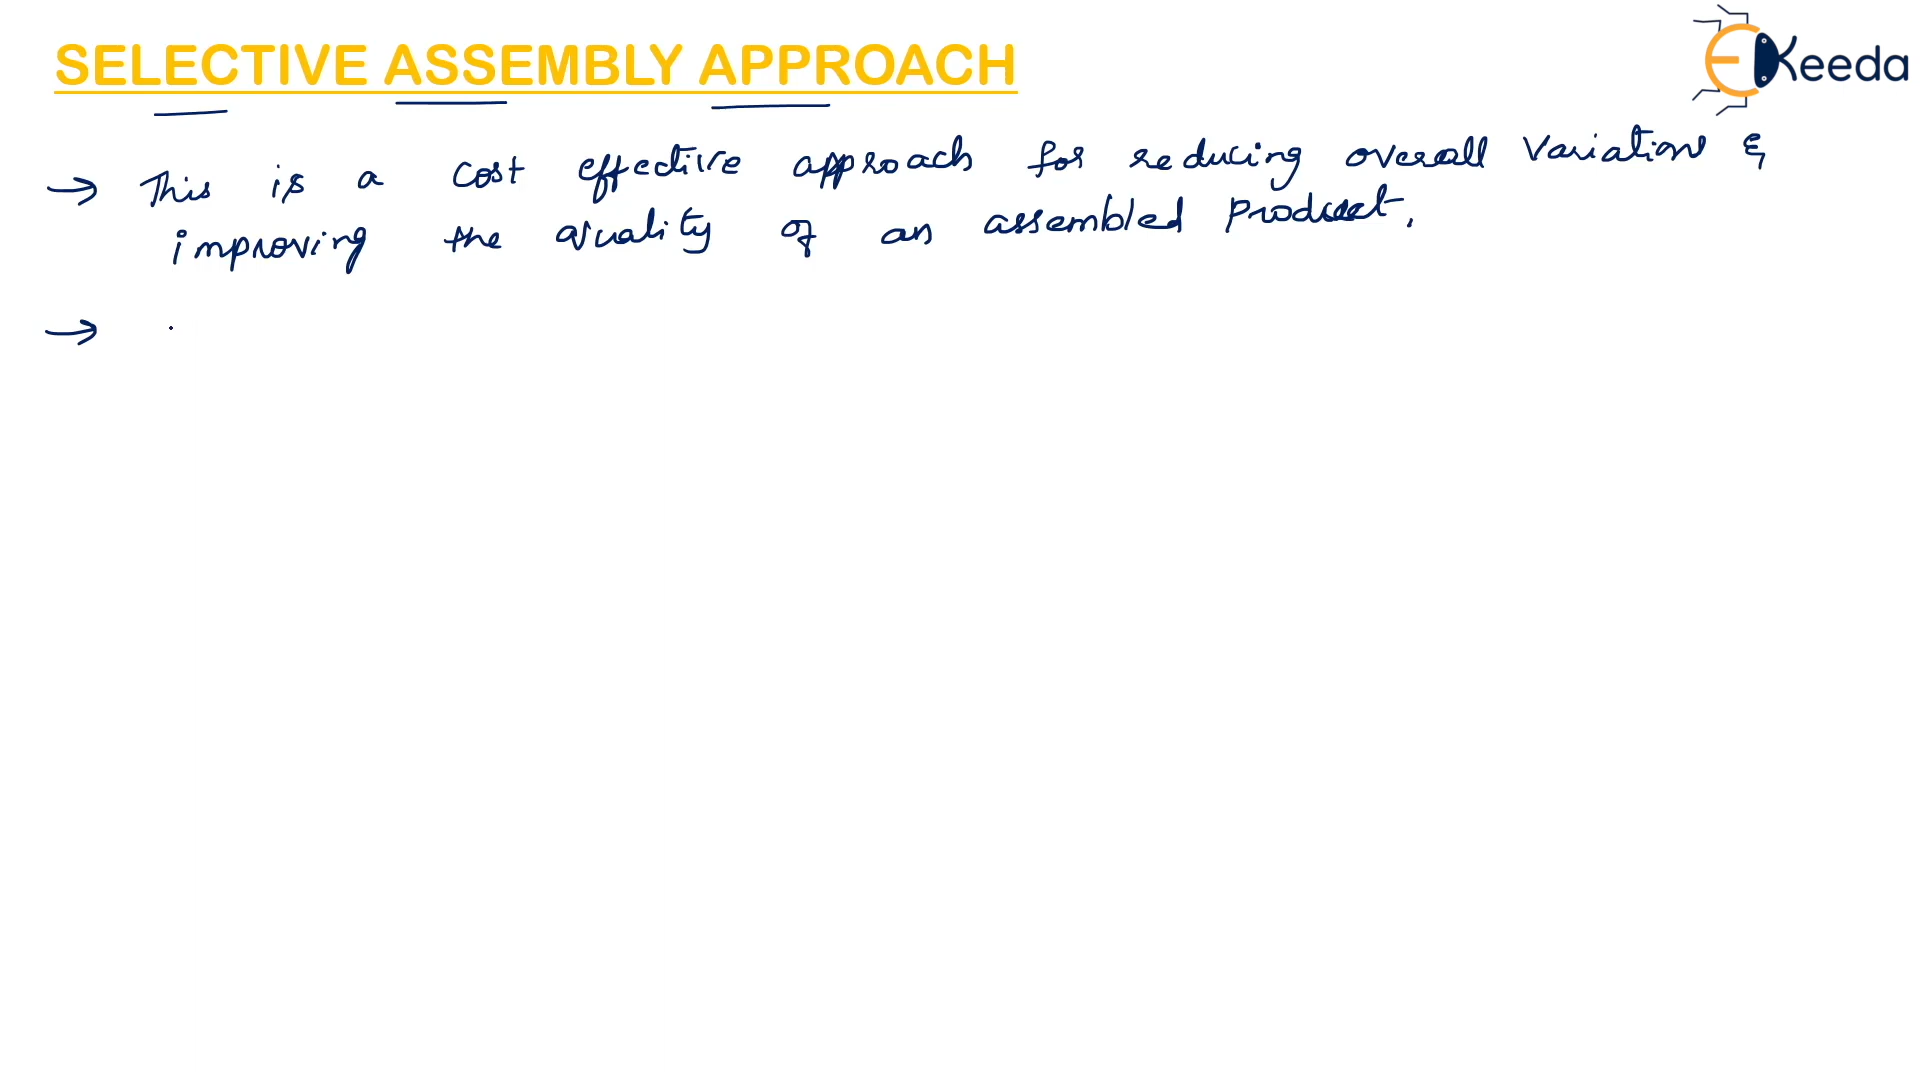 SELECTIVE ASSEMBLY APPROACH
EKeeda
→ This is a cost effective approach for reducing overall variations &
improving the quality of an assembled product.
→